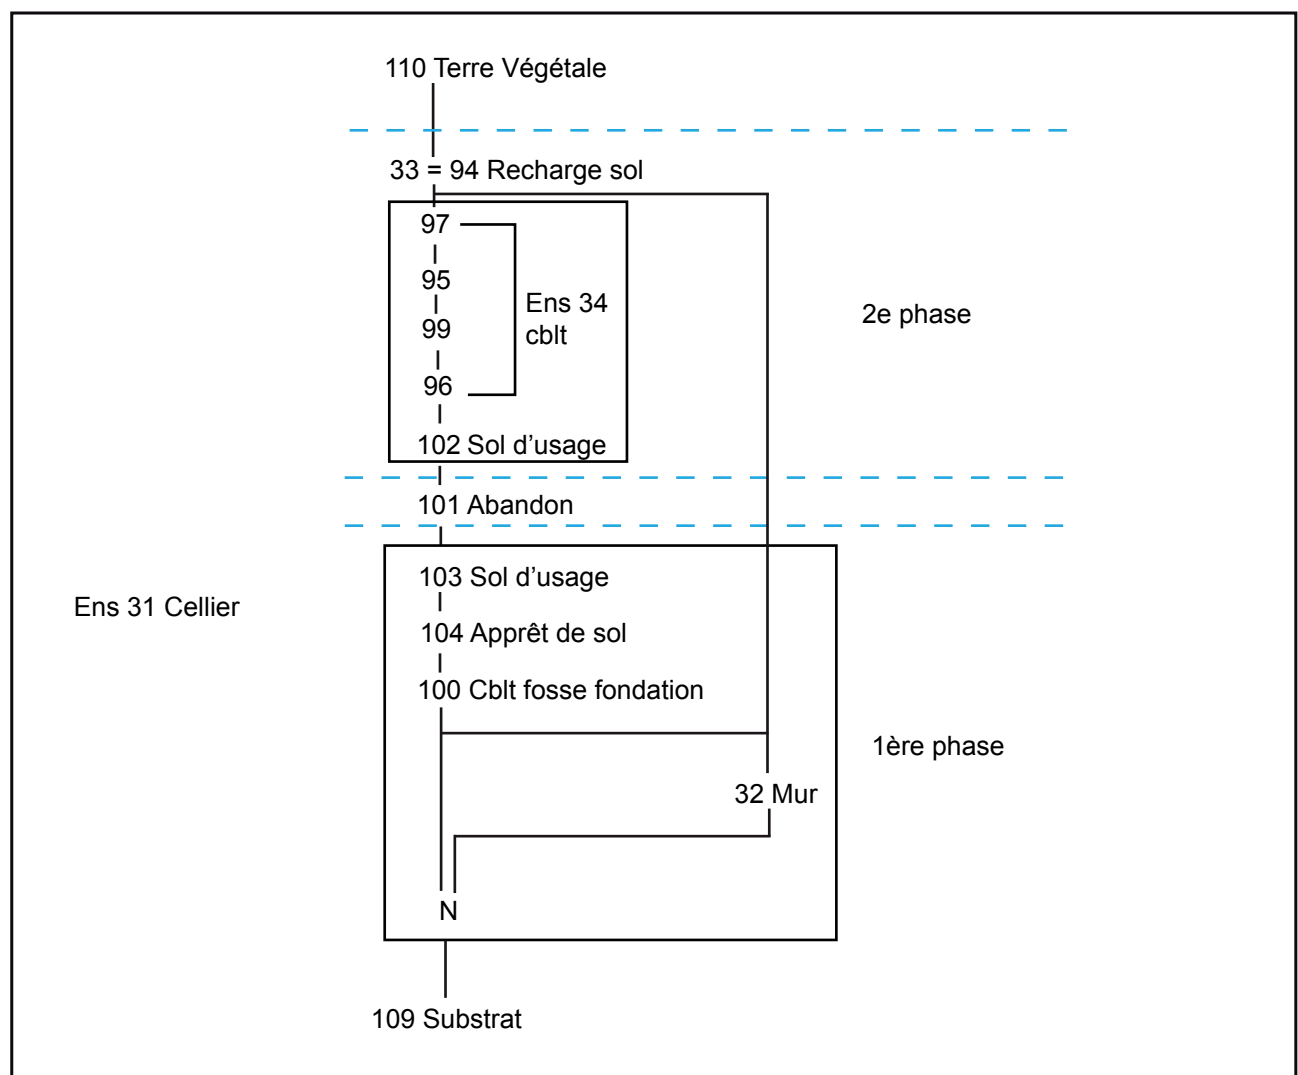 110 Terre Végétale
33 = 94 Recharge sol
97
95
Ens 34
cblt
2e phase
99
96
102 Sol d’usage
101 Abandon
103 Sol d’usage
Ens 31 Cellier
104 Apprêt de sol
100 Cblt fosse fondation
1ère phase
32 Mur
N
109 Substrat